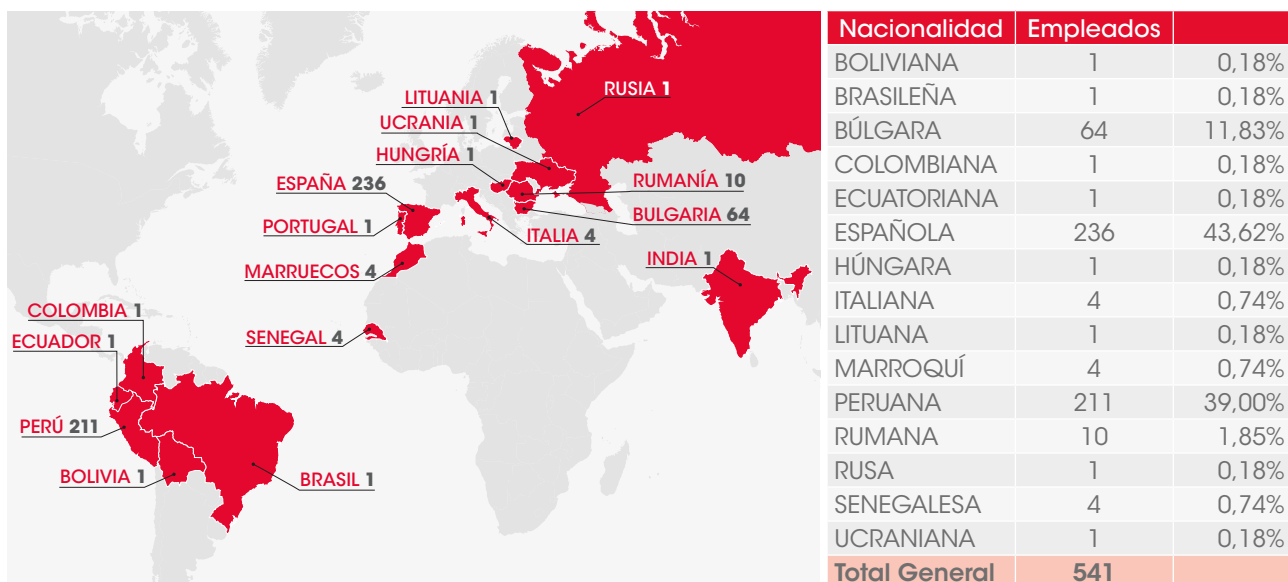 RUSIA 1
LITUANIA 1
UCRANIA 1
HUNGRÍA 1
ESPAÑA 236
RUMANÍA 10
PORTUGAL 1
BULGARIA 64
ITALIA 4
MARRUECOS 4
INDIA 1
COLOMBIA 1
SENEGAL 4
ECUADOR 1
PERÚ 211
BOLIVIA 1
BRASIL 1
Nacionalidad Empleados
BOLIVIANA 1 0,18%
BRASILEÑA 1 0,18%
BÚLGARA 64 11,83%
COLOMBIANA 1 0,18%
ECUATORIANA 1 0,18%
ESPAÑOLA 236 43,62%
HÚNGARA 1 0,18%
ITALIANA 4 0,74%
LITUANA 1 0,18%
MARROQUÍ 4 0,74%
PERUANA 211 39,00%
RUMANA 10 1,85%
RUSA 1 0,18%
SENEGALESA 4 0,74%
UCRANIANA 1 0,18%
Total General 541